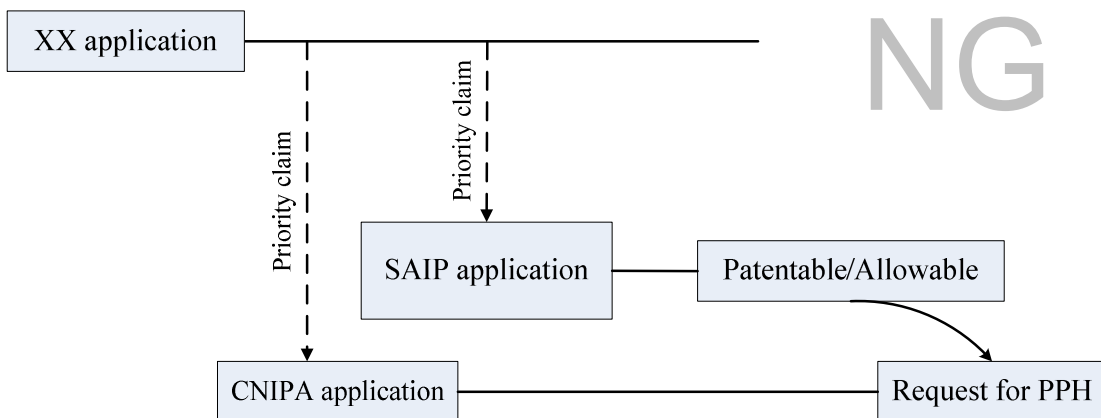 XX application
NG
Priority claim
Priority claim
SAIP application
Patentable/Allowable
CNIPA application
Request for PPH